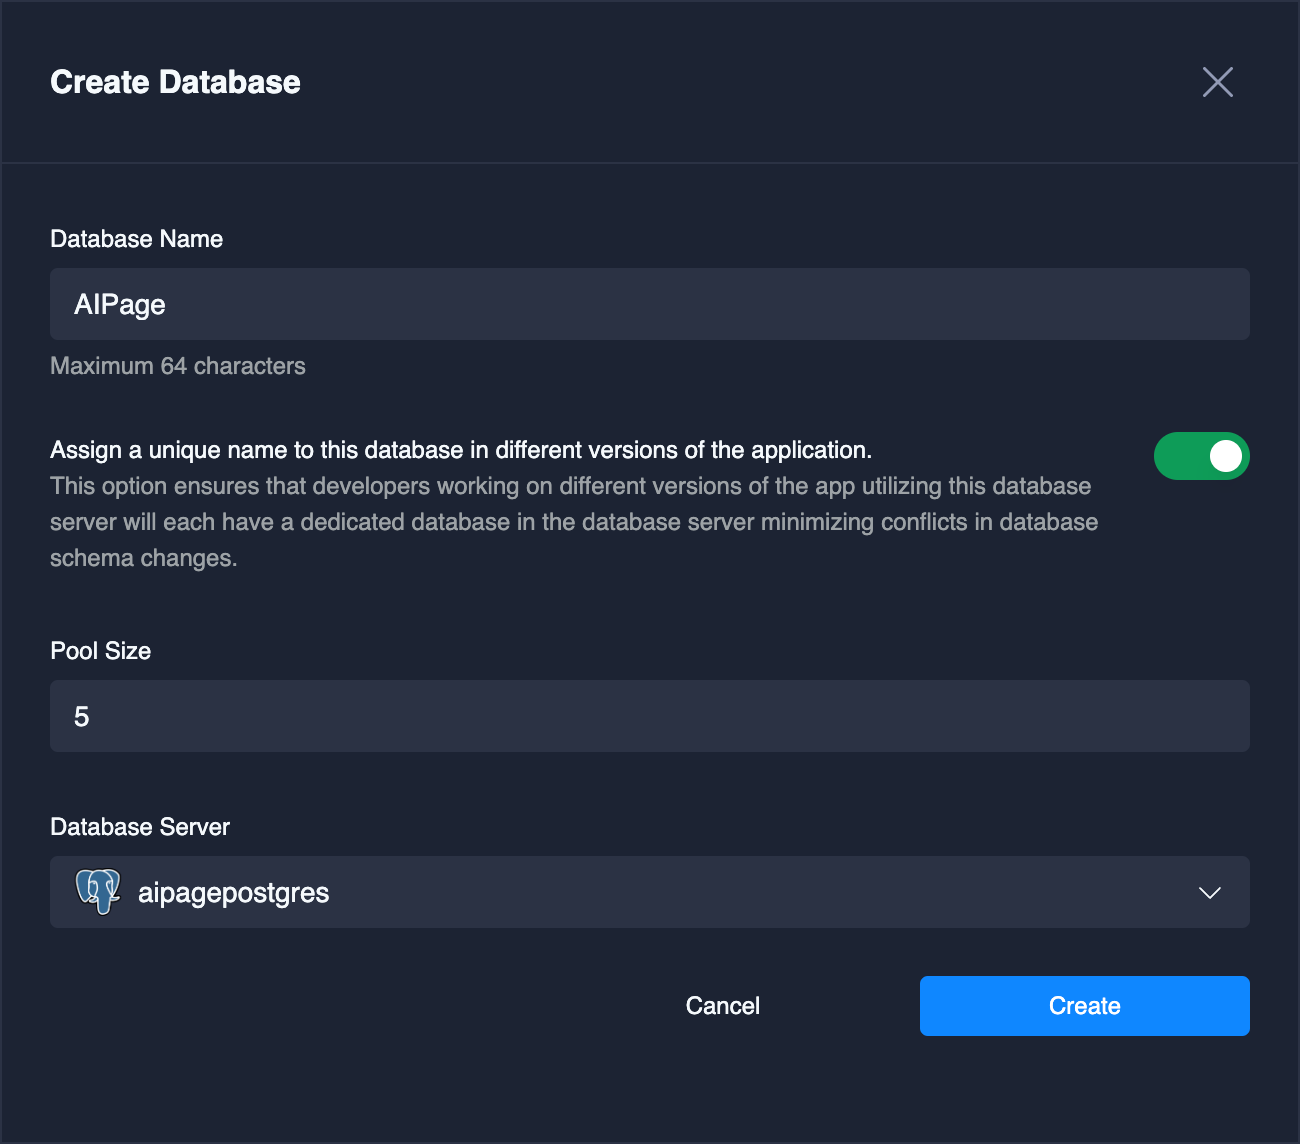 Create Database
Database Name
AIPage
Maximum 64 characters
Assign a unique name to this database in different versions of the application.
This option ensures that developers working on different versions of the app utilizing this database
server will each have a dedicated database in the database server minimizing conflicts in database
schema changes.
Pool Size
5
Database Server
aipagepostgres
Cancel
Create